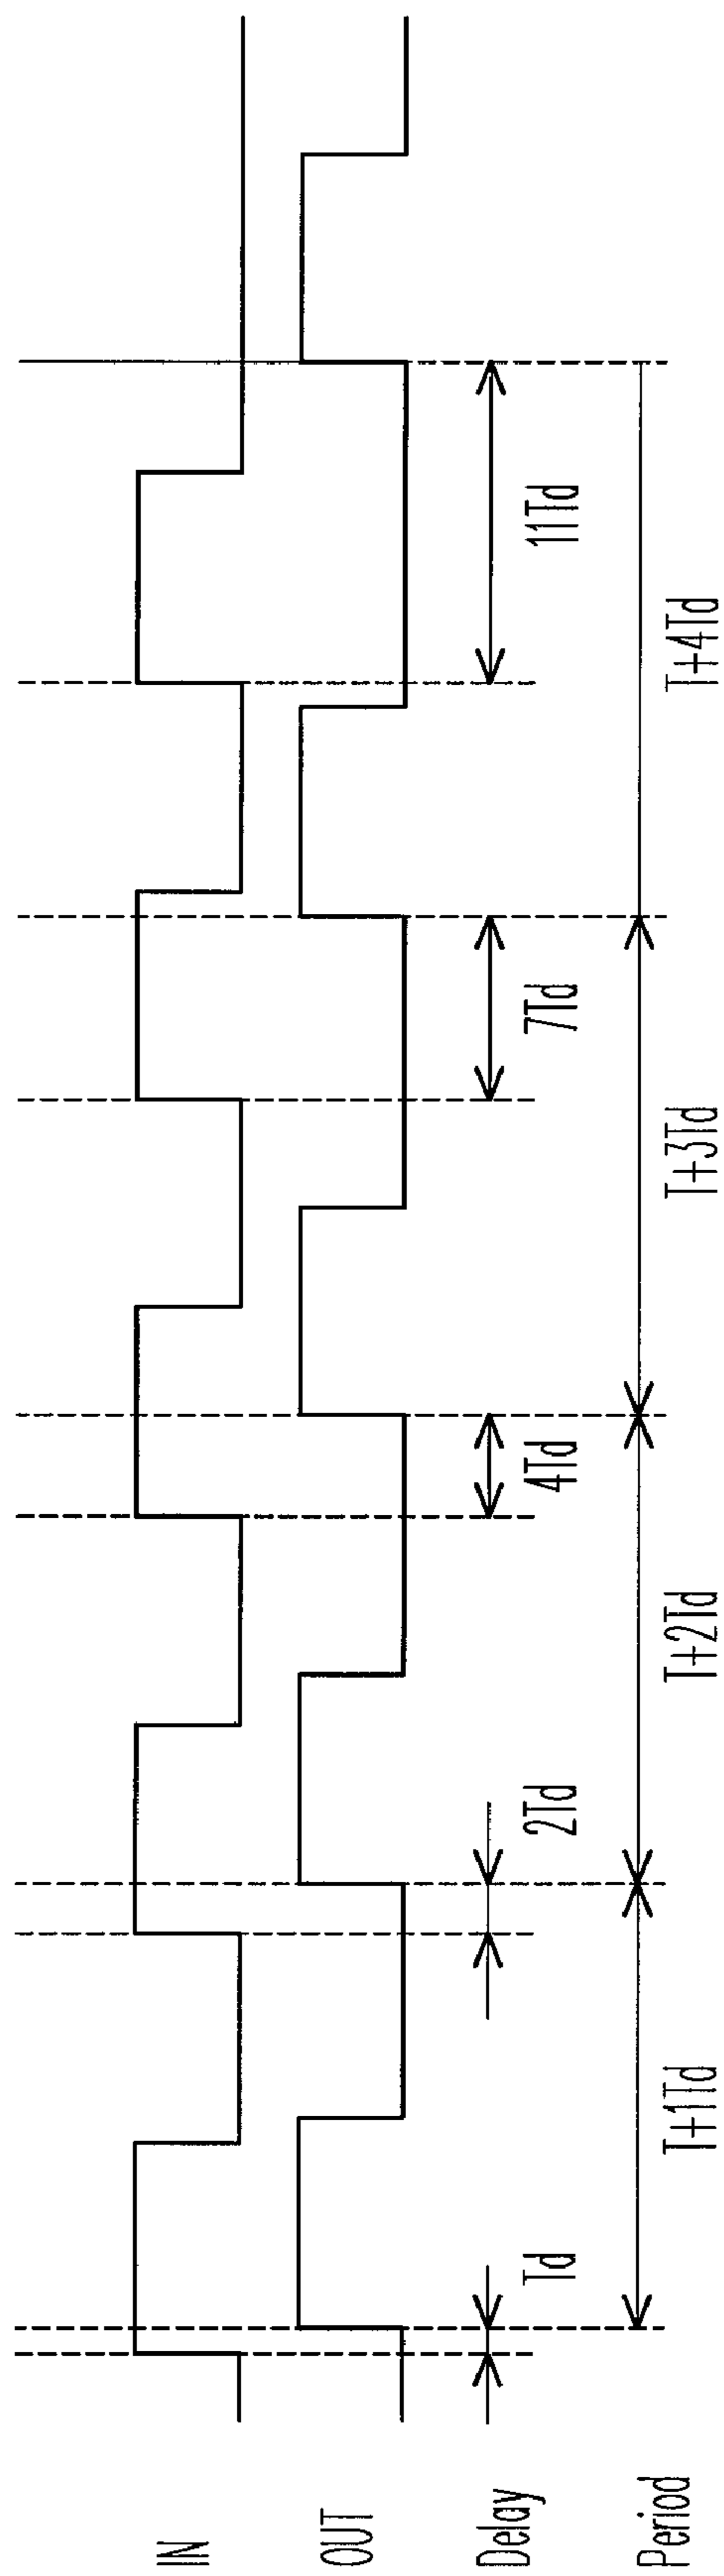 IN
OUT
Delay Td 2Td 4Td 7Td 11Td
Period T+1Td T+2Td T+3Td T+4Td